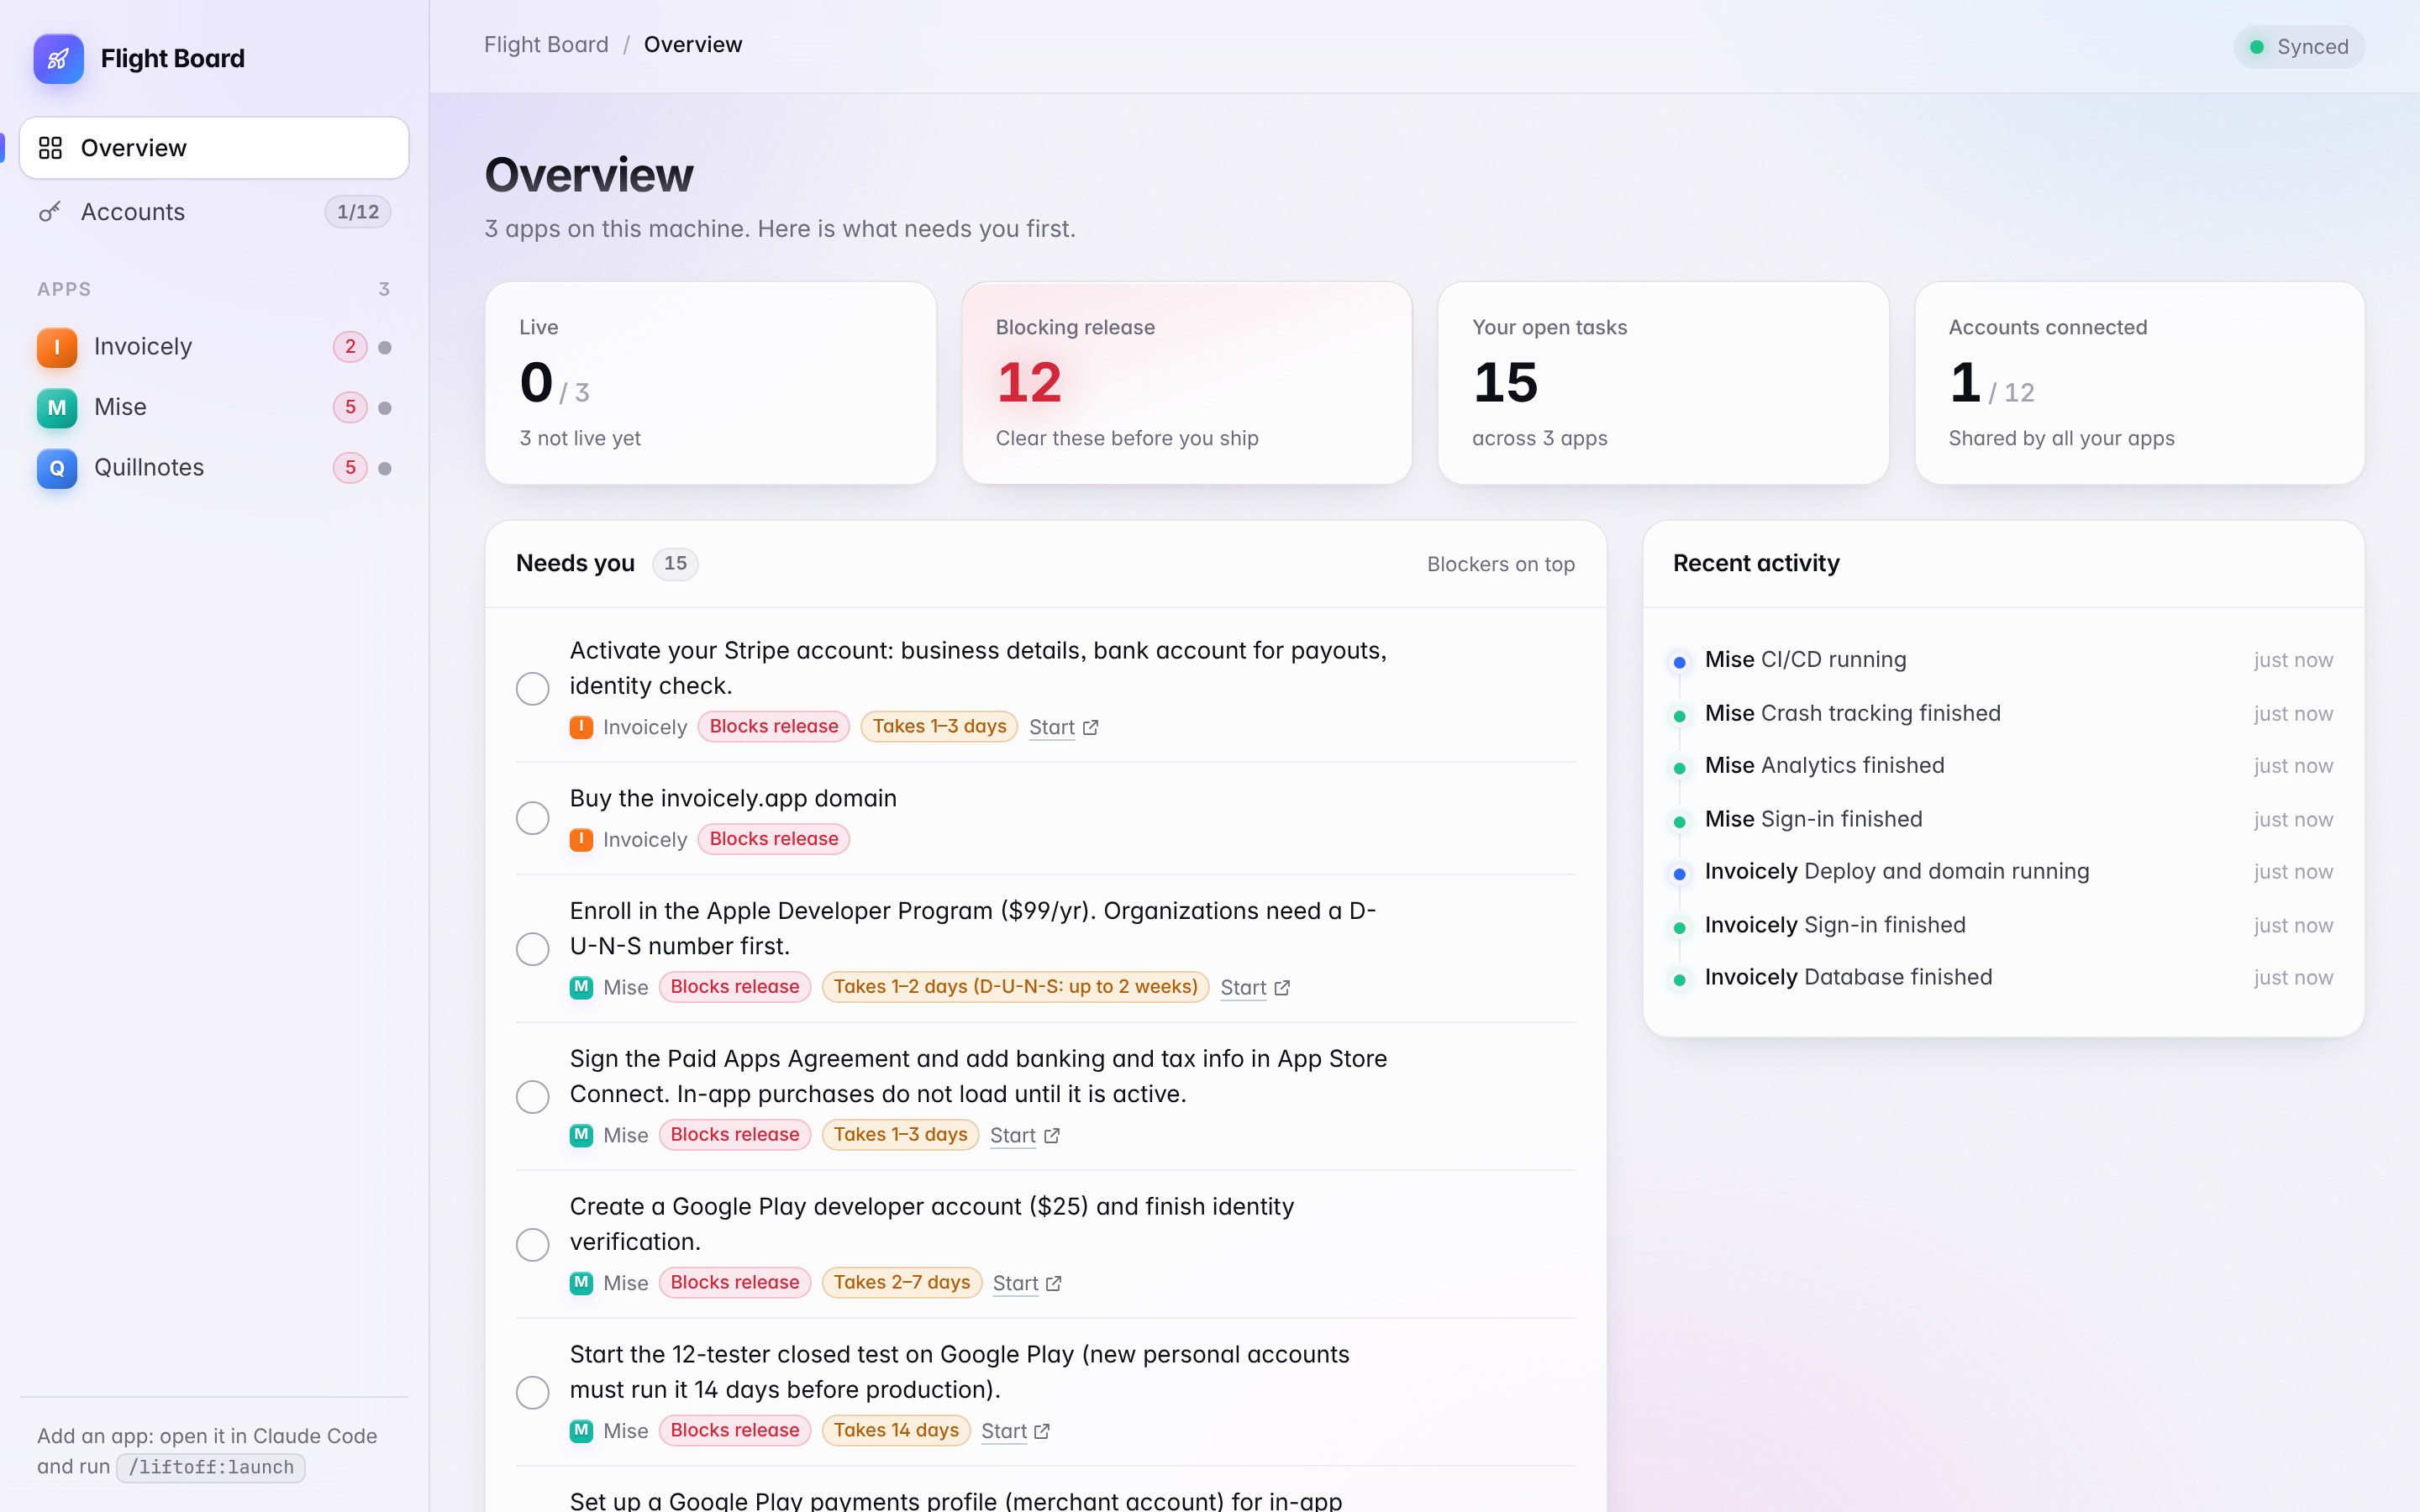 Flight Board
Overview
Accounts 1/12
APPS 3
I Invoicely 2
M Mise 5
Q Quillnotes 5
Add an app: open it in Claude Code
and run /liftoff:launch
Flight Board / Overview
Synced
Overview
3 apps on this machine. Here is what needs you first.
Live
0 / 3
3 not live yet
Blocking release
12
Clear these before you ship
Your open tasks
15
across 3 apps
Accounts connected
1 / 12
Shared by all your apps
Needs you 15 Blockers on top
Activate your Stripe account: business details, bank account for payouts,
identity check.
I Invoicely Blocks release Takes 1–3 days Start
Buy the invoicely.app domain
I Invoicely Blocks release
Enroll in the Apple Developer Program ($99/yr). Organizations need a D-
U-N-S number first.
M Mise Blocks release Takes 1–2 days (D-U-N-S: up to 2 weeks) Start
Sign the Paid Apps Agreement and add banking and tax info in App Store
Connect. In-app purchases do not load until it is active.
M Mise Blocks release Takes 1–3 days Start
Create a Google Play developer account ($25) and finish identity
verification.
M Mise Blocks release Takes 2–7 days Start
Start the 12-tester closed test on Google Play (new personal accounts
must run it 14 days before production).
M Mise Blocks release Takes 14 days Start
Set up a Google Play payments profile (merchant account) for in-app
Recent activity
Mise CI/CD running just now
Mise Crash tracking finished just now
Mise Analytics finished just now
Mise Sign-in finished just now
Invoicely Deploy and domain running just now
Invoicely Sign-in finished just now
Invoicely Database finished just now